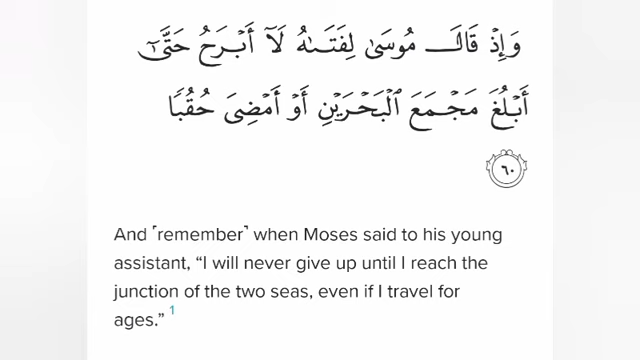 وَإِذْ قَالَ مُوسَىٰ لِفَتَىٰهُ لَآ أَبْرَحُ حَتَّىٰٓ
أَبْلُغَ مَجْمَعَ ٱلْبَحْرَيْنِ أَوْ أَمْضِىَ حُقُبًا
٦٠
And ˹remember˺ when Moses said to his young
assistant, “I will never give up until I reach the
junction of the two seas, even if I travel for
ages.” 1